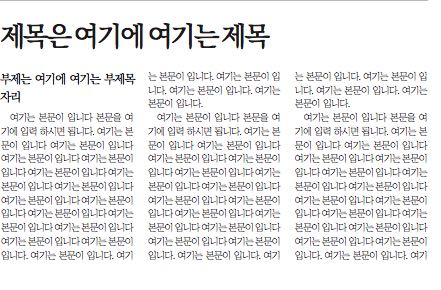 제목은 여기에 여기는 제목
부제는 여기에 여기는 부제목
자리
여기는 본문이 입니다 본문을 여
기에 입력 하시면 됩니다. 여기는 본
문이 입니다 여기는 본문이 입니다
여기는 본문이 입니다 여기는 본문이
입니다 여기는 본문이 입니다 여기는
본문이 입니다 여기는 본문이 입니다
여기는 본문이 입니다 여기는 본문이
입니다 여기는 본문이 입니다 여기는
본문이 입니다 여기는 본문이 입니다
여기는 본문이 입니다 여기는 본문이
입니다. 여기는 본문이 입니다. 여기
는 본문이 입니다. 여기는 본문이 입
니다. 여기는 본문이 입니다. 여기는
본문이 입니다.
여기는 본문이 입니다 본문을 여
기에 입력 하시면 됩니다. 여기는 본
문이 입니다 여기는 본문이 입니다
여기는 본문이 입니다 여기는 본문이
입니다 여기는 본문이 입니다 여기는
본문이 입니다 여기는 본문이 입니다
여기는 본문이 입니다 여기는 본문이
입니다 여기는 본문이 입니다 여기는
본문이 입니다 여기는 본문이 입니다
여기는 본문이 입니다 여기는 본문이
입니다. 여기는 본문이 입니다. 여기
는 본문이 입니다. 여기는 본문이 입
니다. 여기는 본문이 입니다. 여기는
본문이 입니다.
여기는 본문이 입니다 본문을 여
기에 입력 하시면 됩니다. 여기는 본
문이 입니다 여기는 본문이 입니다
여기는 본문이 입니다 여기는 본문이
입니다 여기는 본문이 입니다 여기는
본문이 입니다 여기는 본문이 입니다
여기는 본문이 입니다 여기는 본문이
입니다 여기는 본문이 입니다 여기는
본문이 입니다 여기는 본문이 입니다
여기는 본문이 입니다 여기는 본문이
입니다. 여기는 본문이 입니다. 여기